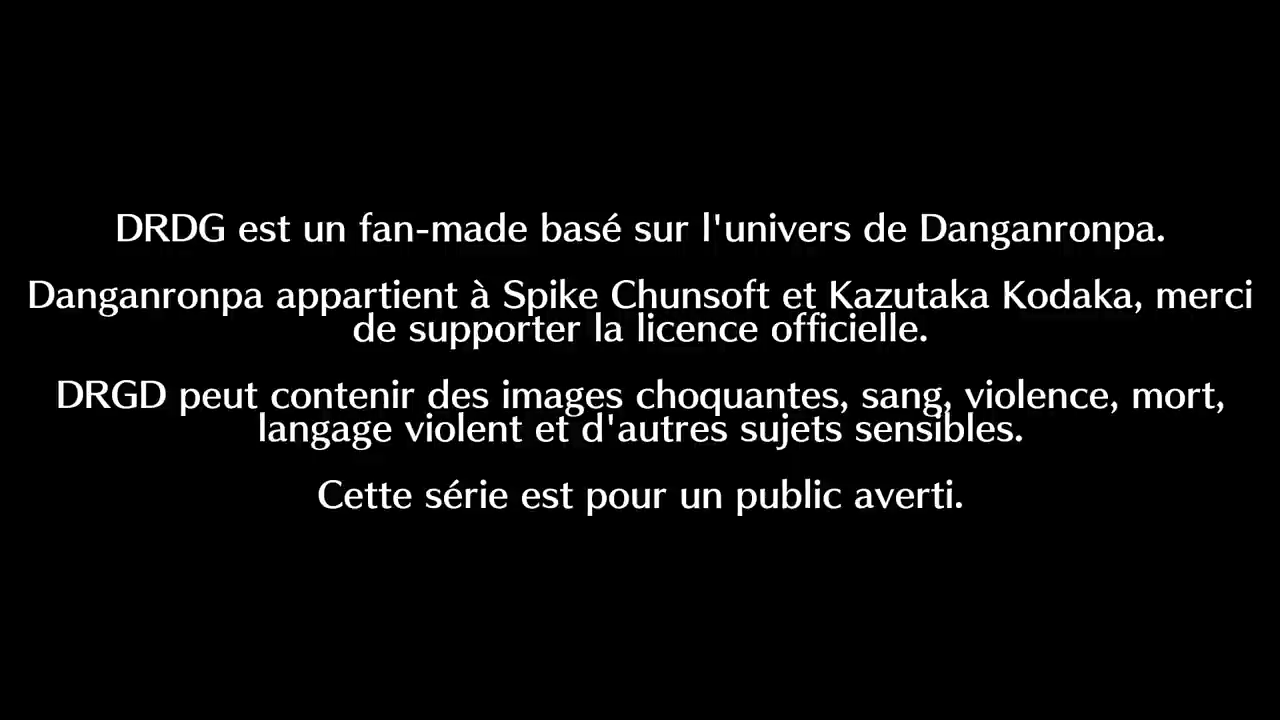 DRDG est un fan-made basé sur l'univers de Danganronpa.
Danganronpa appartient à Spike Chunsoft et Kazutaka Kodaka, merci
de supporter la licence officielle.
DRGD peut contenir des images choquantes, sang, violence, mort,
langage violent et d'autres sujets sensibles.
Cette série est pour un public averti.